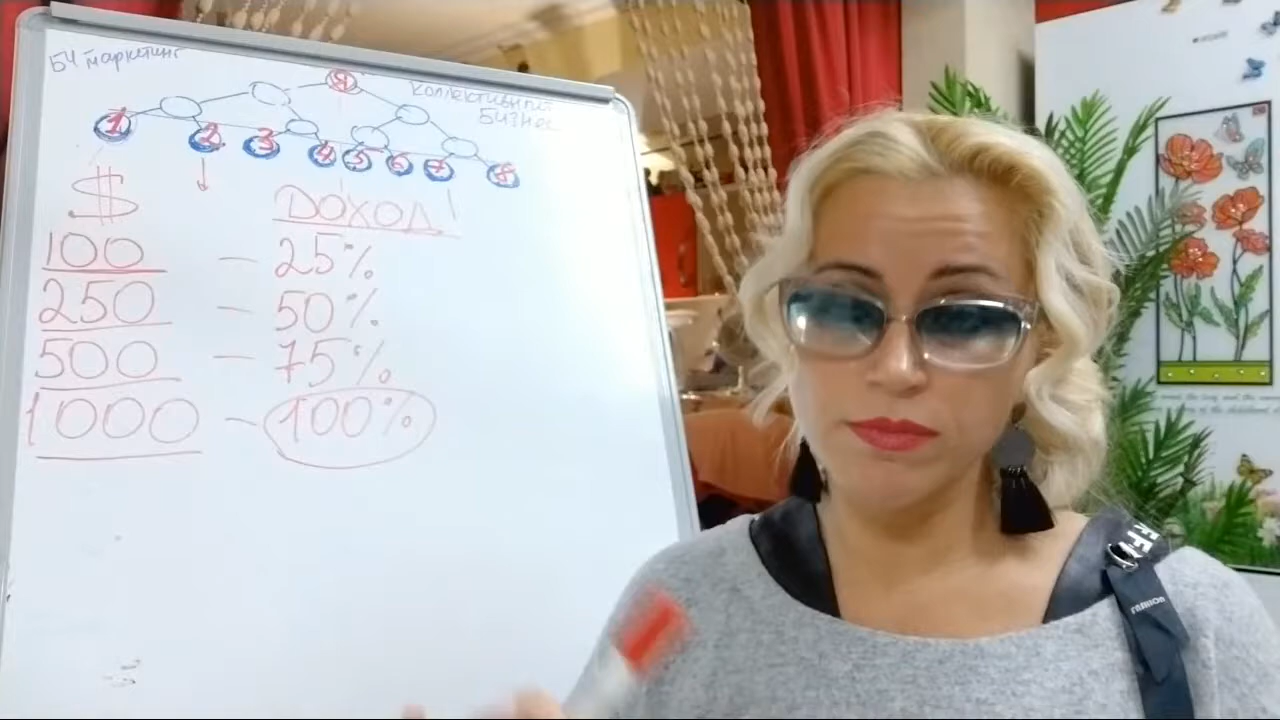 БЧ маркетинг
Я
Коллективный
Бизнес
1 2 3 4 5 6 7 8
$ ДОХОД
100 - 25%
250 - 50%
500 - 75%
1000 - 100%
FASHION